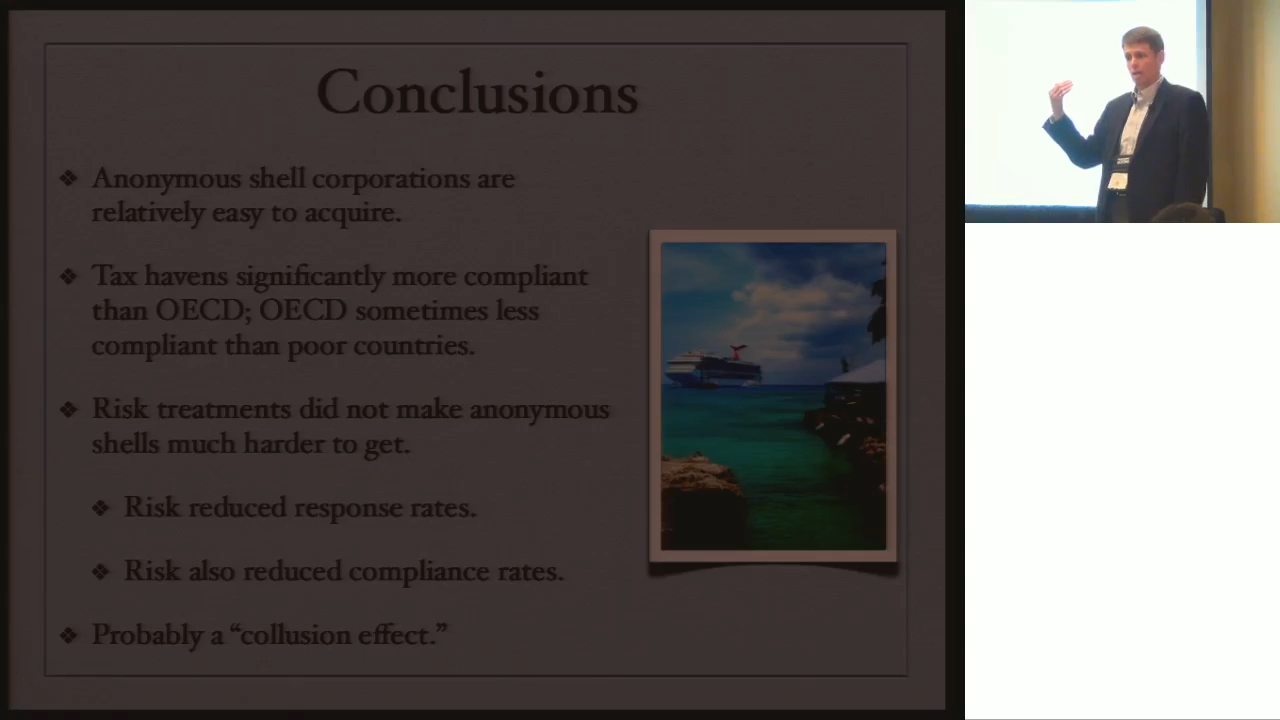 Conclusions
❖ Anonymous shell corporations are
relatively easy to acquire.
❖ Tax havens significantly more compliant
than OECD; OECD sometimes less
compliant than poor countries.
❖ Risk treatments did not make anonymous
shells much harder to get.
❖ Risk reduced response rates.
❖ Risk also reduced compliance rates.
❖ Probably a “collusion effect.”